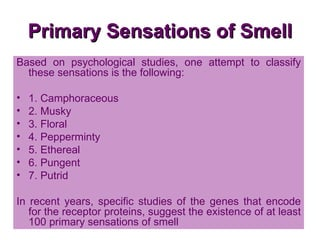 Primary Sensations of Smell
Based on psychological studies, one attempt to classify
these sensations is the following:
• 1. Camphoraceous
• 2. Musky
• 3. Floral
• 4. Pepperminty
• 5. Ethereal
• 6. Pungent
• 7. Putrid
In recent years, specific studies of the genes that encode
for the receptor proteins, suggest the existence of at least
100 primary sensations of smell